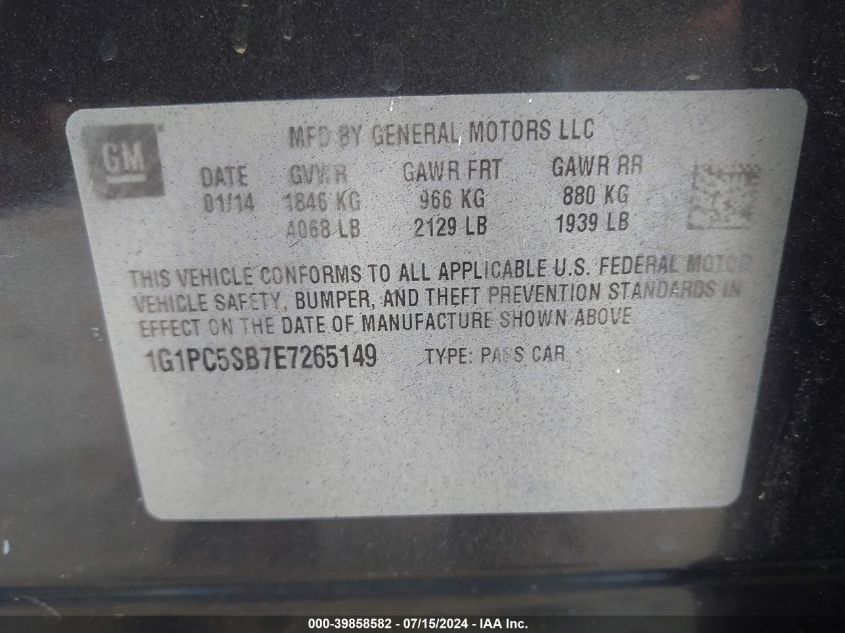 GM
MFD BY GENERAL MOTORS LLC
DATE GVWR GAWR FRT GAWR RR
01/14 1846 KG 966 KG 880 KG
4068 LB 2129 LB 1939 LB
THIS VEHICLE CONFORMS TO ALL APPLICABLE U.S. FEDERAL MOTOR
VEHICLE SAFETY, BUMPER, AND THEFT PREVENTION STANDARDS IN
EFFECT ON THE DATE OF MANUFACTURE SHOWN ABOVE
1G1PC5SB7E7265149 TYPE: PASS CAR
000-39858582 - 07/15/2024 - IAA Inc.